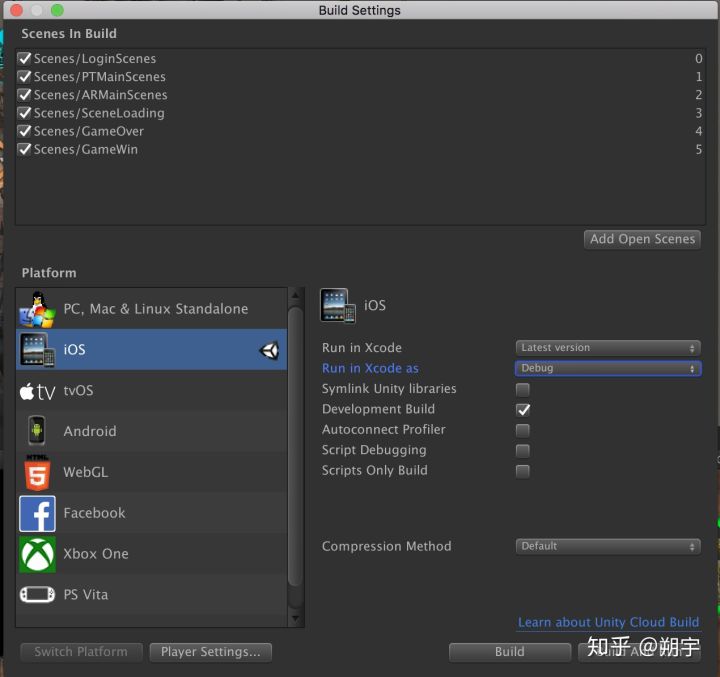 Build Settings
Scenes In Build
Scenes/LoginScenes 0
Scenes/PTMainScenes 1
Scenes/ARMainScenes 2
Scenes/SceneLoading 3
Scenes/GameOver 4
Scenes/GameWin 5
Add Open Scenes
Platform
PC, Mac & Linux Standalone
iOS
tv tvOS
Android
HTML 5 WebGL
f Facebook
Xbox One
PS Vita
iOS
Run in Xcode Latest version
Run in Xcode as Debug
Symlink Unity libraries
Development Build
Autoconnect Profiler
Script Debugging
Scripts Only Build
Compression Method Default
Learn about Unity Cloud Build
Switch Platform
Player Settings...
Build
知乎 @朔宇